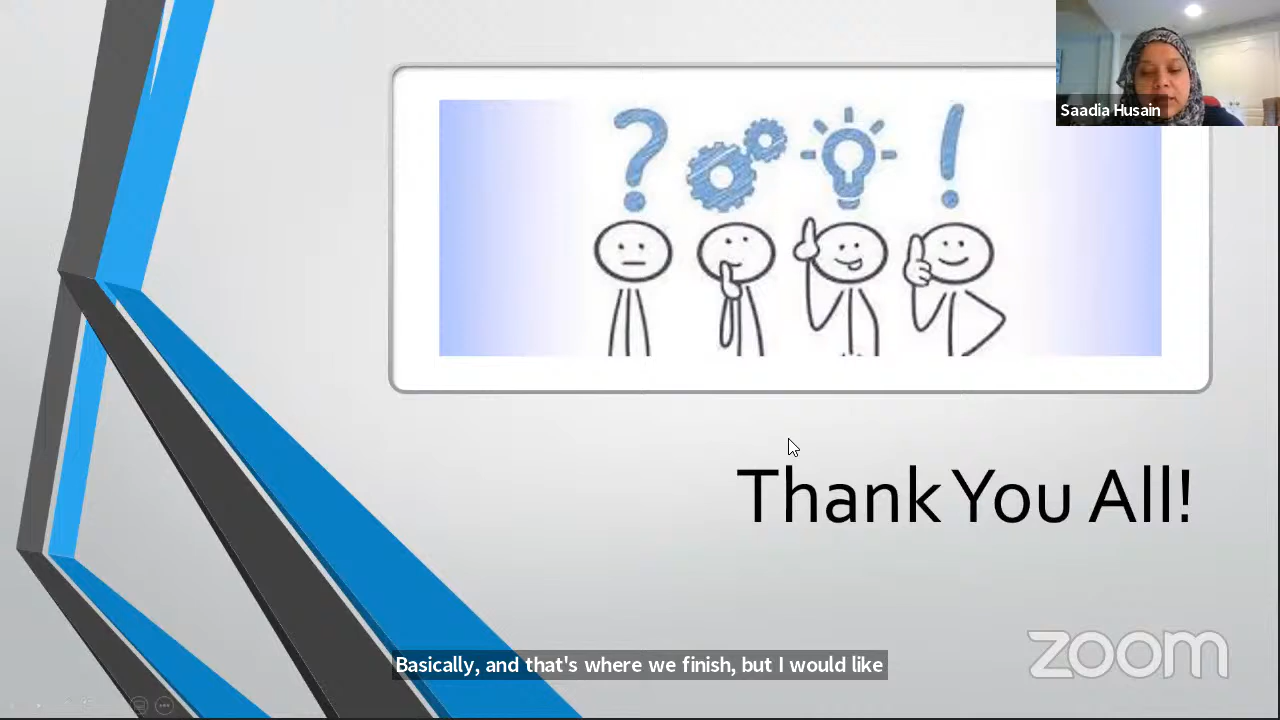 Saadia Husain
?
!
Thank You All!
Basically, and that's where we finish, but I would like
zoom